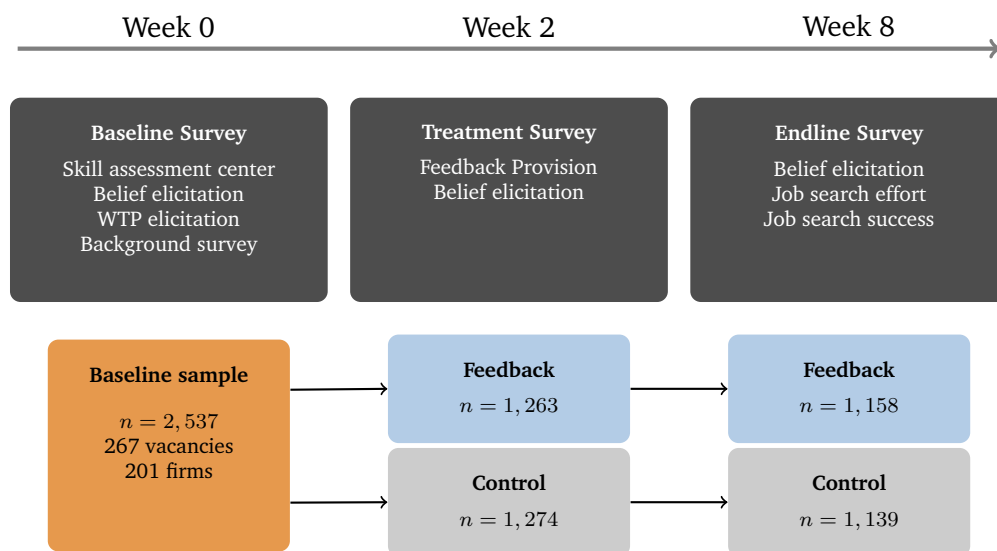 Week 0
Week 2
Week 8
Baseline Survey
Skill assessment center
Belief elicitation
WTP elicitation
Background survey
Treatment Survey
Feedback Provision
Belief elicitation
Endline Survey
Belief elicitation
Job search effort
Job search success
Baseline sample
n = 2, 537
267 vacancies
201 firms
Feedback
n = 1, 263
Feedback
n = 1, 158
Control
n = 1, 274
Control
n = 1, 139